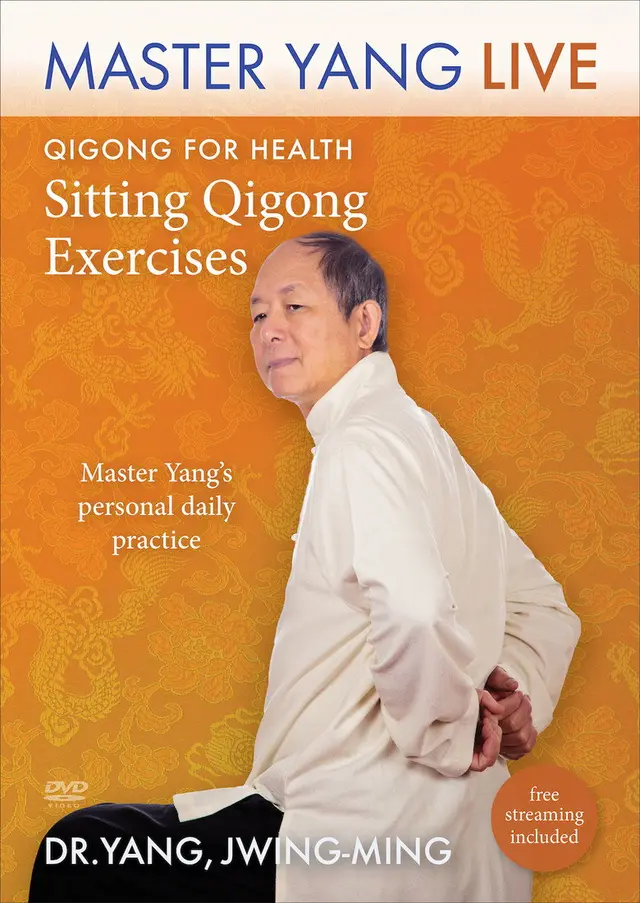 MASTER YANG LIVE
QIGONG FOR HEALTH
Sitting Qigong
Exercises
Master Yang's
personal daily
practice
DVD
VIDEO
free
streaming
included
DR. YANG, JWING-MING